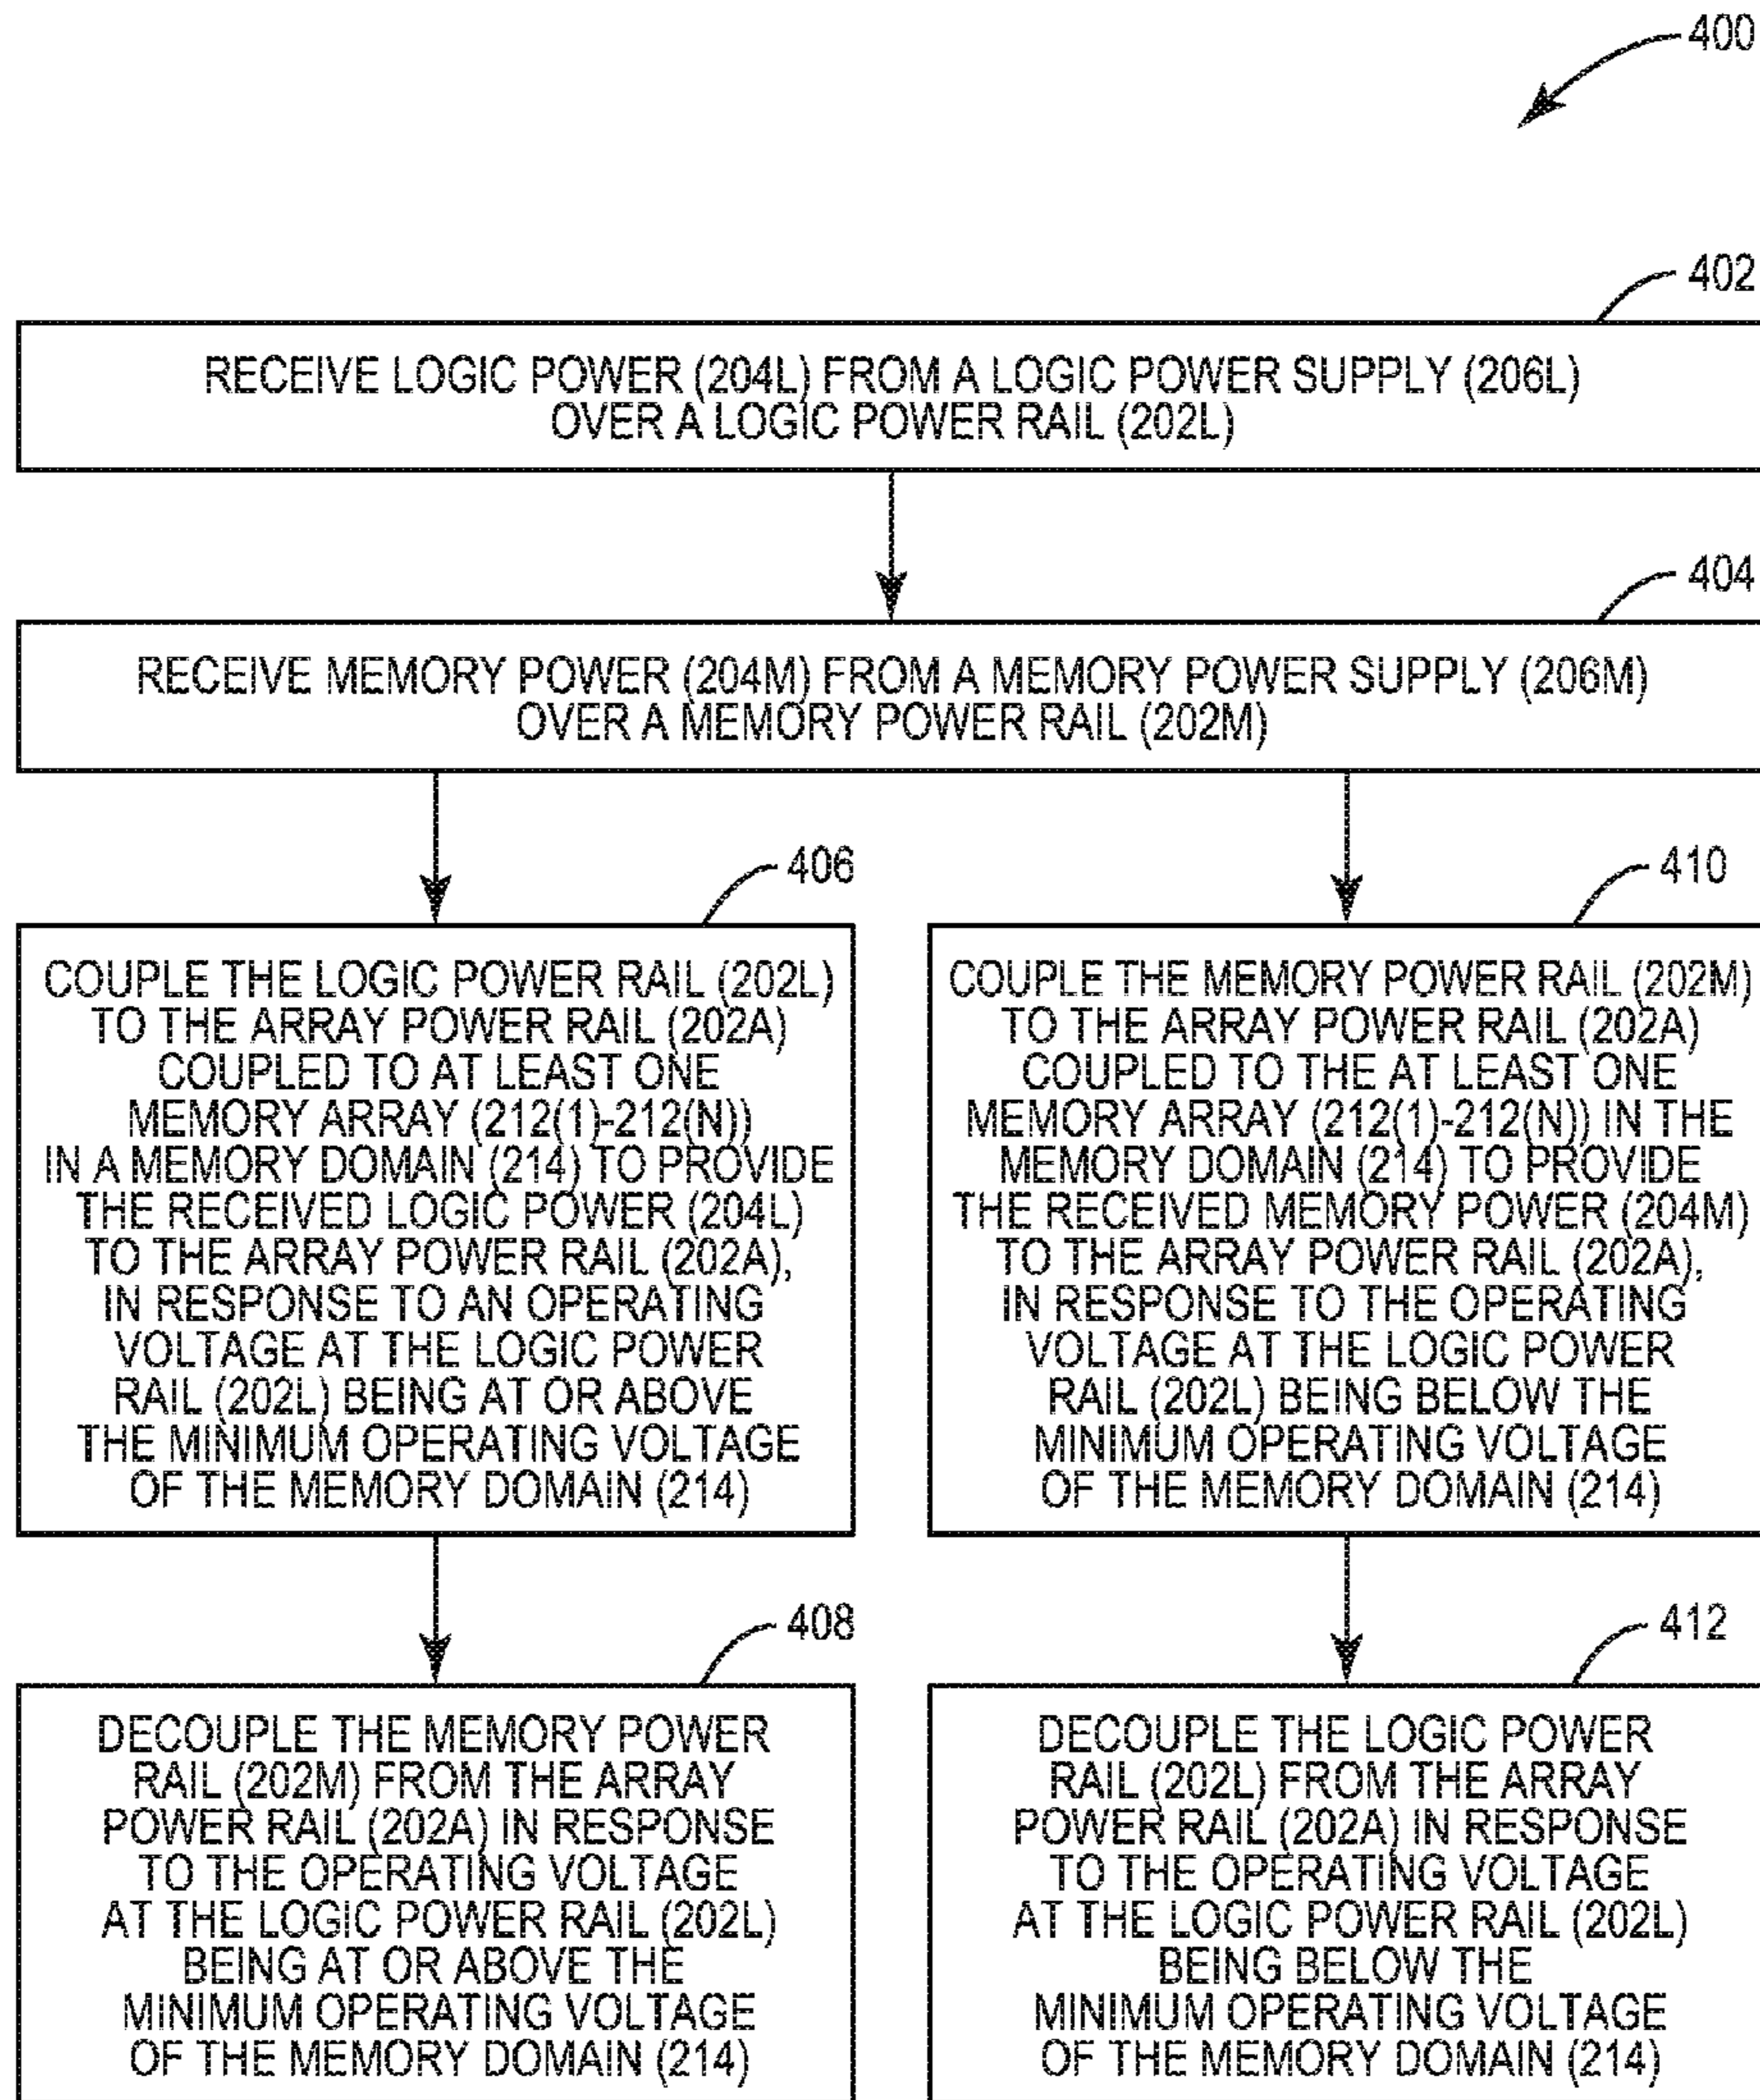 400
402
RECEIVE LOGIC POWER (204L) FROM A LOGIC POWER SUPPLY (206L)
OVER A LOGIC POWER RAIL (202L)
404
RECEIVE MEMORY POWER (204M) FROM A MEMORY POWER SUPPLY (206M)
OVER A MEMORY POWER RAIL (202M)
406
COUPLE THE LOGIC POWER RAIL (202L)
TO THE ARRAY POWER RAIL (202A)
COUPLED TO AT LEAST ONE
MEMORY ARRAY (212(1)-212(N))
IN A MEMORY DOMAIN (214) TO PROVIDE
THE RECEIVED LOGIC POWER (204L)
TO THE ARRAY POWER RAIL (202A),
IN RESPONSE TO AN OPERATING
VOLTAGE AT THE LOGIC POWER
RAIL (202L) BEING AT OR ABOVE
THE MINIMUM OPERATING VOLTAGE
OF THE MEMORY DOMAIN (214)
408
DECOUPLE THE MEMORY POWER
RAIL (202M) FROM THE ARRAY
POWER RAIL (202A) IN RESPONSE
TO THE OPERATING VOLTAGE
AT THE LOGIC POWER RAIL (202L)
BEING AT OR ABOVE THE
MINIMUM OPERATING VOLTAGE
OF THE MEMORY DOMAIN (214)
410
COUPLE THE MEMORY POWER RAIL (202M)
TO THE ARRAY POWER RAIL (202A)
COUPLED TO THE AT LEAST ONE
MEMORY ARRAY (212(1)-212(N)) IN THE
MEMORY DOMAIN (214) TO PROVIDE
THE RECEIVED MEMORY POWER (204M)
TO THE ARRAY POWER RAIL (202A),
IN RESPONSE TO THE OPERATING
VOLTAGE AT THE LOGIC POWER
RAIL (202L) BEING BELOW THE
MINIMUM OPERATING VOLTAGE
OF THE MEMORY DOMAIN (214)
412
DECOUPLE THE LOGIC POWER
RAIL (202L) FROM THE ARRAY
POWER RAIL (202A) IN RESPONSE
TO THE OPERATING VOLTAGE
AT THE LOGIC POWER RAIL (202L)
BEING BELOW THE
MINIMUM OPERATING VOLTAGE
OF THE MEMORY DOMAIN (214)